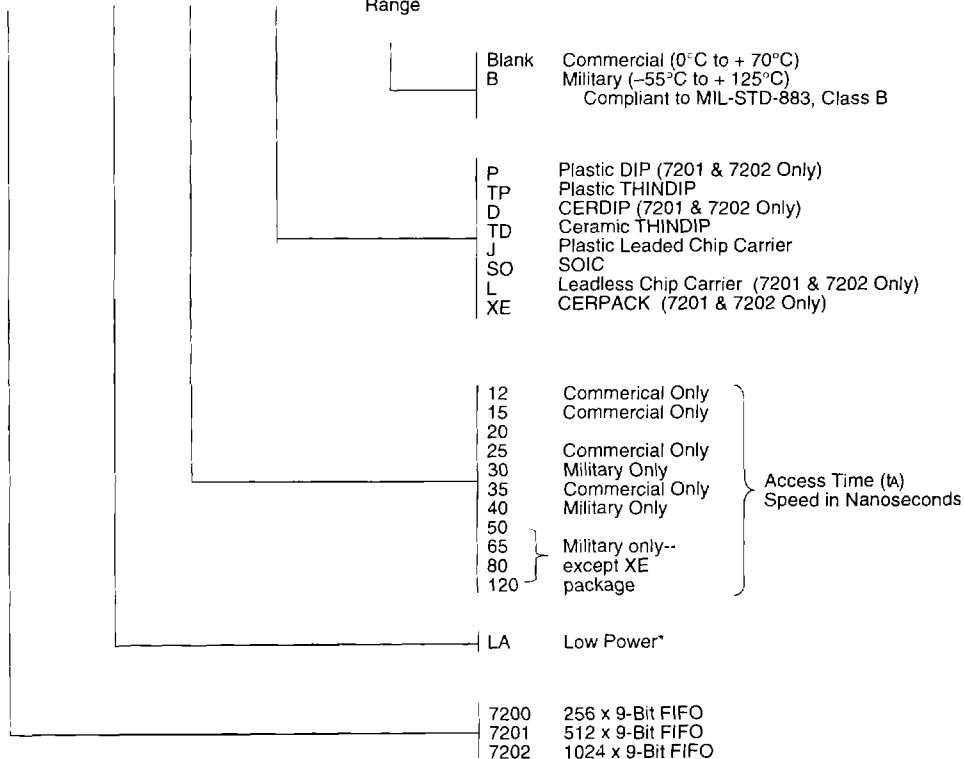 Range
Blank Commercial (0°C to + 70°C)
B Military (–55°C to + 125°C)
Compliant to MIL-STD-883, Class B
P Plastic DIP (7201 & 7202 Only)
TP Plastic THINDIP
D CERDIP (7201 & 7202 Only)
TD Ceramic THINDIP
J Plastic Leaded Chip Carrier
SO SOIC
L Leadless Chip Carrier (7201 & 7202 Only)
XE CERPACK (7201 & 7202 Only)
12 Commerical Only
15 Commercial Only
20
25 Commercial Only
30 Military Only
35 Commercial Only
40 Military Only
50
65 Military only--
80 except XE
120 package
Access Time (tA)
Speed in Nanoseconds
LA Low Power*
7200 256 x 9-Bit FIFO
7201 512 x 9-Bit FIFO
7202 1024 x 9-Bit FIFO